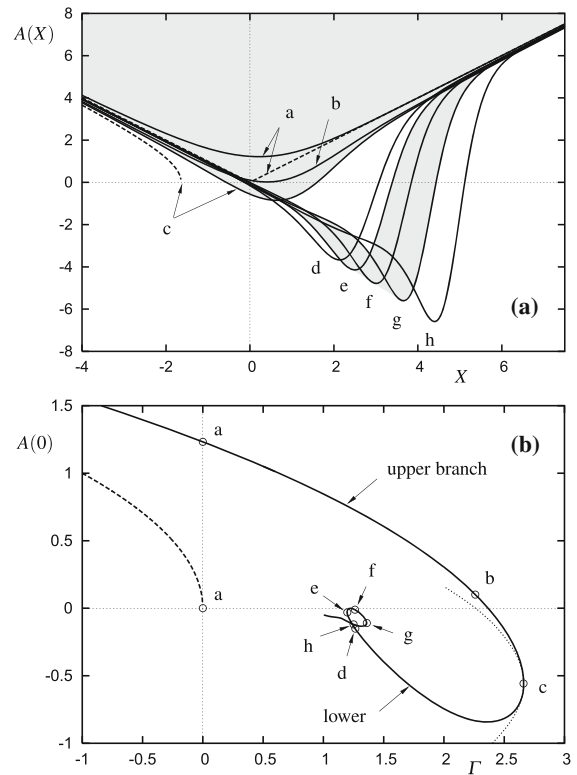 8
A(X)
6
4
a
b
2
0
c
-2
d
-4
e
f
g
-6
h
(a)
-8
-4
-2
0
2
4
6
X
1.5
A(0)
a
(b)
upper branch
1
0.5
b
e
f
a
0
h
g
d
c
-0.5
lower
-1
-1
-0.5
0
0.5
1
1.5
2
Γ
2.5
3